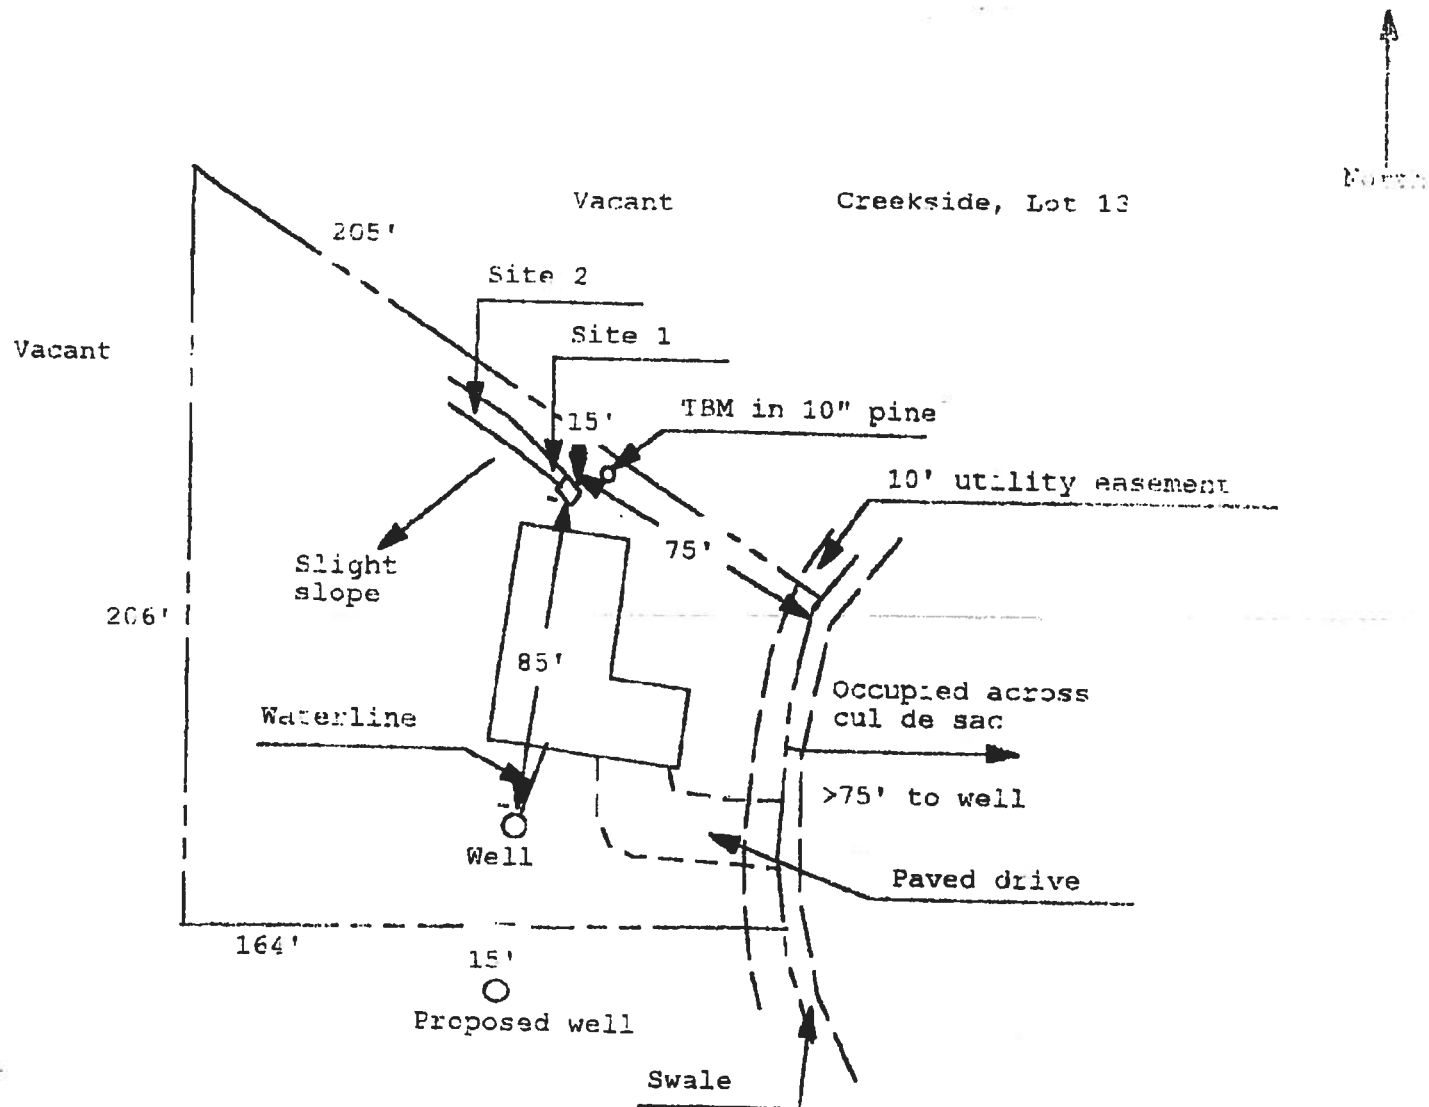 North
Vacant
Creekside, Lot 13
205'
Site 2
Site 1
Vacant
TBM in 10" pine
15'
10' utility easement
75'
Slight
slope
206'
85'
Occupied across
cul de sac
Waterline
>75' to well
Well
Paved drive
164'
15'
Proposed well
Swale